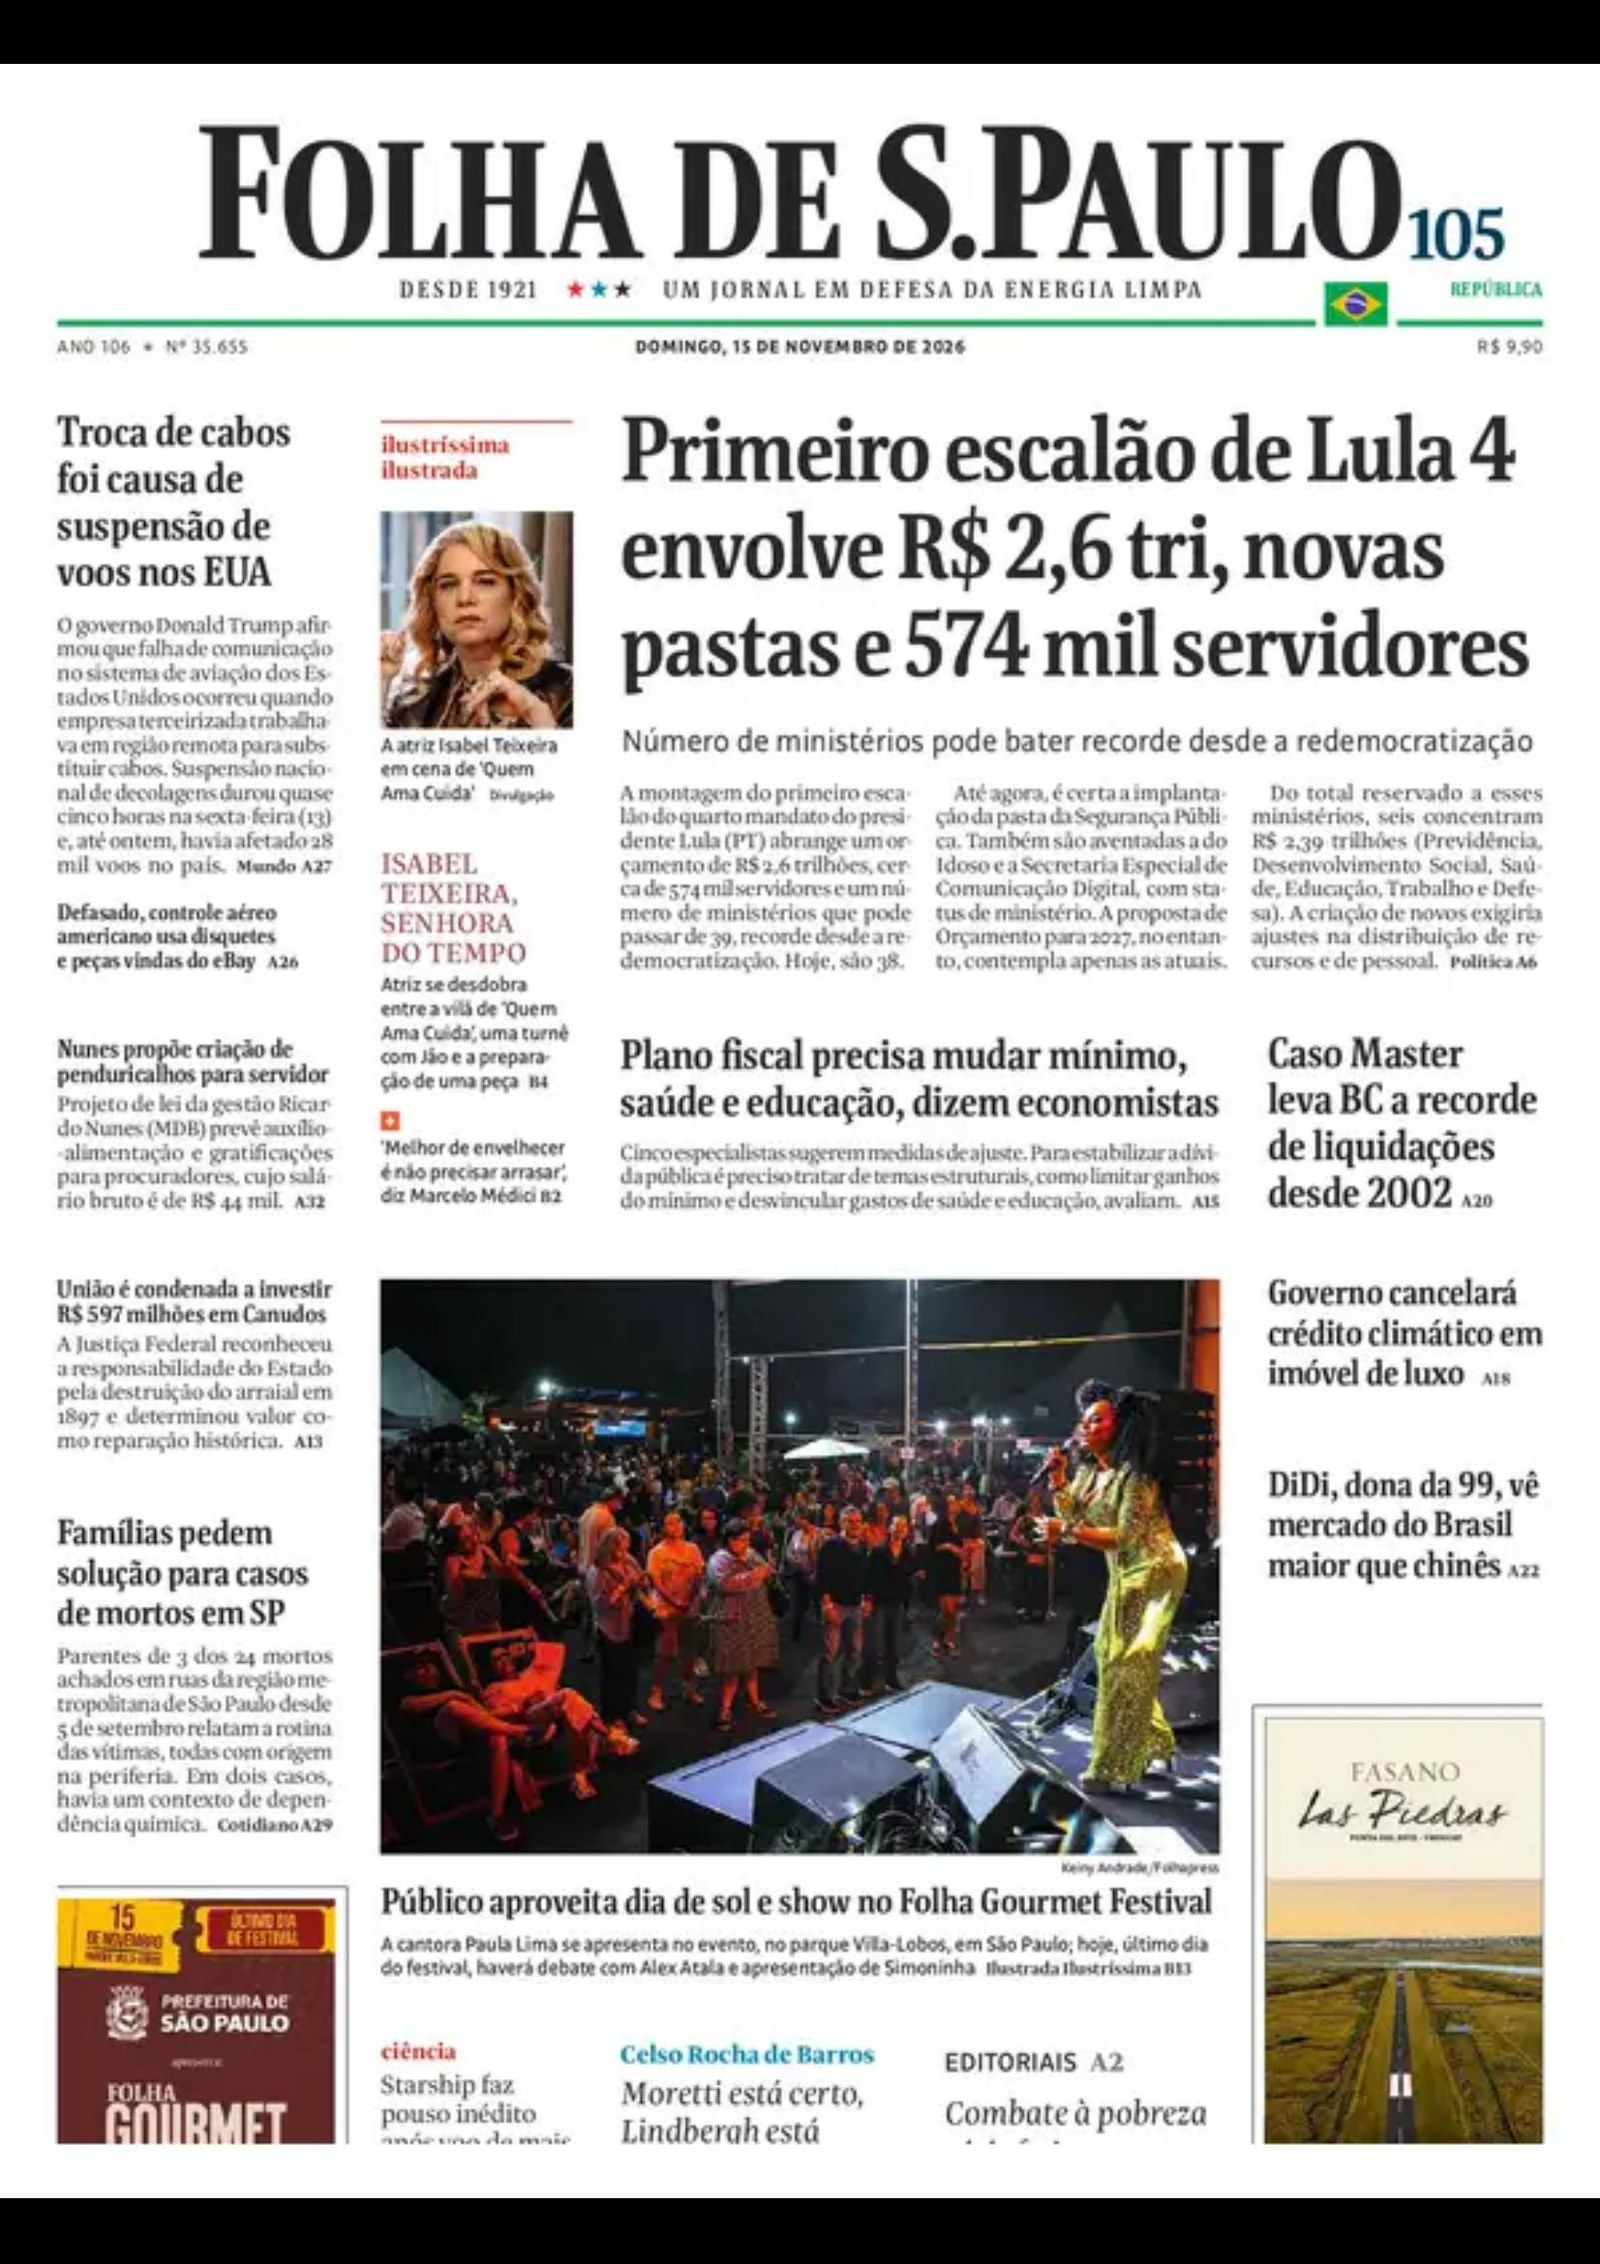 FOLHA DE S.PAULO 105
DESDE 1921 ★★★ UM JORNAL EM DEFESA DA ENERGIA LIMPA
REPÚBLICA
ANO 106 • Nº 35.655
DOMINGO, 15 DE NOVEMBRO DE 2026
R$ 9,90
Troca de cabos
foi causa de
suspensão de
voos nos EUA
O governo Donald Trump afir-
mou que falha de comunicação
no sistema de aviação dos Es-
tados Unidos ocorreu quando
empresa terceirizada trabalha-
va em região remota para subs-
tituir cabos. Suspensão nacio-
nal de decolagens durou quase
cinco horas na sexta-feira (13)
e, até ontem, havia afetado 28
mil voos no país. Mundo A27
Defasado, controle aéreo
americano usa disquetes
e peças vindas do eBay A26
Nunes propõe criação de
penduricalhos para servidor
Projeto de lei da gestão Ricar-
do Nunes (MDB) prevê auxílio-
-alimentação e gratificações
para procuradores, cujo salá-
rio bruto é de R$ 44 mil. A32
União é condenada a investir
R$ 597 milhões em Canudos
A Justiça Federal reconheceu
a responsabilidade do Estado
pela destruição do arraial em
1897 e determinou valor co-
mo reparação histórica. A13
Famílias pedem
solução para casos
de mortos em SP
Parentes de 3 dos 24 mortos
achados em ruas da região me-
tropolitana de São Paulo desde
5 de setembro relatam a rotina
das vítimas, todas com origem
na periferia. Em dois casos,
havia um contexto de depen-
dência química. Cotidiano A29
15
DE NOVEMBRO
ÚLTIMO DIA
DE FESTIVAL
PREFEITURA DE
SÃO PAULO
apresenta
FOLHA
GOURMET
ilustríssima
ilustrada
A atriz Isabel Teixeira
em cena de 'Quem
Ama Cuida' Divulgação
ISABEL
TEIXEIRA,
SENHORA
DO TEMPO
Atriz se desdobra
entre a vilã de 'Quem
Ama Cuida', uma turnê
com Jão e a prepara-
ção de uma peça B4
+
'Melhor de envelhecer
é não precisar arrasar',
diz Marcelo Médici B2
Primeiro escalão de Lula 4
envolve R$ 2,6 tri, novas
pastas e 574 mil servidores
Número de ministérios pode bater recorde desde a redemocratização
A montagem do primeiro esca-
lão do quarto mandato do presi-
dente Lula (PT) abrange um or-
çamento de R$ 2,6 trilhões, cer-
ca de 574 mil servidores e um nú-
mero de ministérios que pode
passar de 39, recorde desde a re-
democratização. Hoje, são 38.
Até agora, é certa a implanta-
ção da pasta da Segurança Públi-
ca. Também são aventadas a do
Idoso e a Secretaria Especial de
Comunicação Digital, com sta-
tus de ministério. A proposta de
Orçamento para 2027, no entan-
to, contempla apenas as atuais.
Do total reservado a esses
ministérios, seis concentram
R$ 2,39 trilhões (Previdência,
Desenvolvimento Social, Saú-
de, Educação, Trabalho e Defe-
sa). A criação de novos exigiria
ajustes na distribuição de re-
cursos e de pessoal. Política A6
Plano fiscal precisa mudar mínimo,
saúde e educação, dizem economistas
Cinco especialistas sugerem medidas de ajuste. Para estabilizar a dívi-
da pública é preciso tratar de temas estruturais, como limitar ganhos
do mínimo e desvincular gastos de saúde e educação, avaliam. A15
Caso Master
leva BC a recorde
de liquidações
desde 2002 A20
Governo cancelará
crédito climático em
imóvel de luxo A18
DiDi, dona da 99, vê
mercado do Brasil
maior que chinês A22
Keiny Andrade/Folhapress
Público aproveita dia de sol e show no Folha Gourmet Festival
A cantora Paula Lima se apresenta no evento, no parque Villa-Lobos, em São Paulo; hoje, último dia
do festival, haverá debate com Alex Atala e apresentação de Simoninha Ilustrada Ilustríssima B13
ciência
Starship faz
pouso inédito
após voo de mais
Celso Rocha de Barros
Moretti está certo,
Lindbergh está
EDITORIAIS A2
Combate à pobreza
FASANO
Las Piedras
PUNTA DEL ESTE - URUGUAY